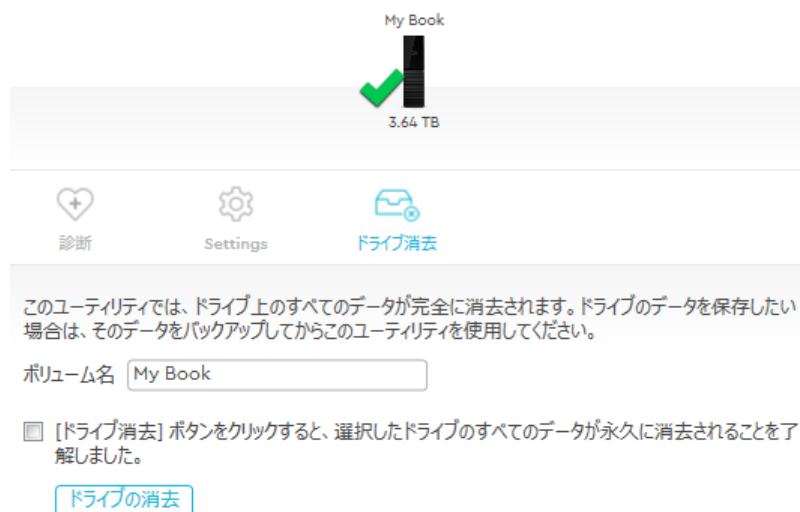 My Book
3.64 TB
診断
Settings
ドライブ消去
このユーティリティでは、ドライブ上のすべてのデータが完全に消去されます。ドライブのデータを保存したい
場合は、そのデータをバックアップしてからこのユーティリティを使用してください。
ボリューム名 My Book
[ドライブ消去] ボタンをクリックすると、選択したドライブのすべてのデータが永久に消去されることを了
解しました。
ドライブの消去